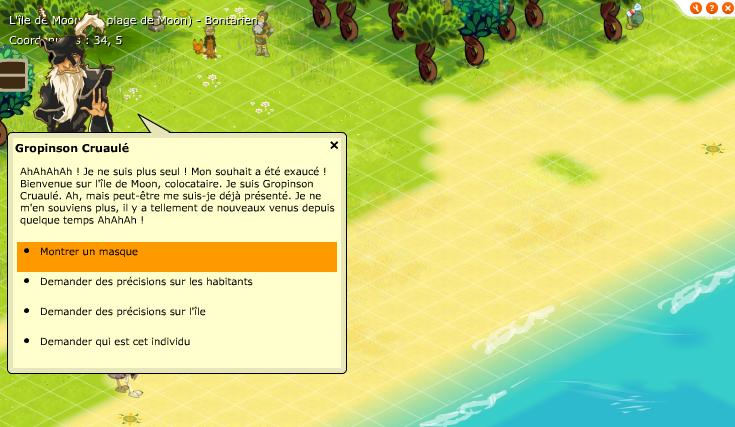 L'île de Moon plage de Moon) - Bontarien
Coordonnées : 34, 5
Gropinson Cruaulé
AhAhAhAh ! Je ne suis plus seul ! Mon souhait a été exaucé !
Bienvenue sur l'île de Moon, colocataire. Je suis Gropinson
Cruaulé. Ah, mais peut-être me suis-je déjà présenté. Je ne
m'en souviens plus, il y a tellement de nouveaux venus depuis
quelque temps AhAhAh !
Montrer un masque
Demander des précisions sur les habitants
Demander des précisions sur l'île
Demander qui est cet individu